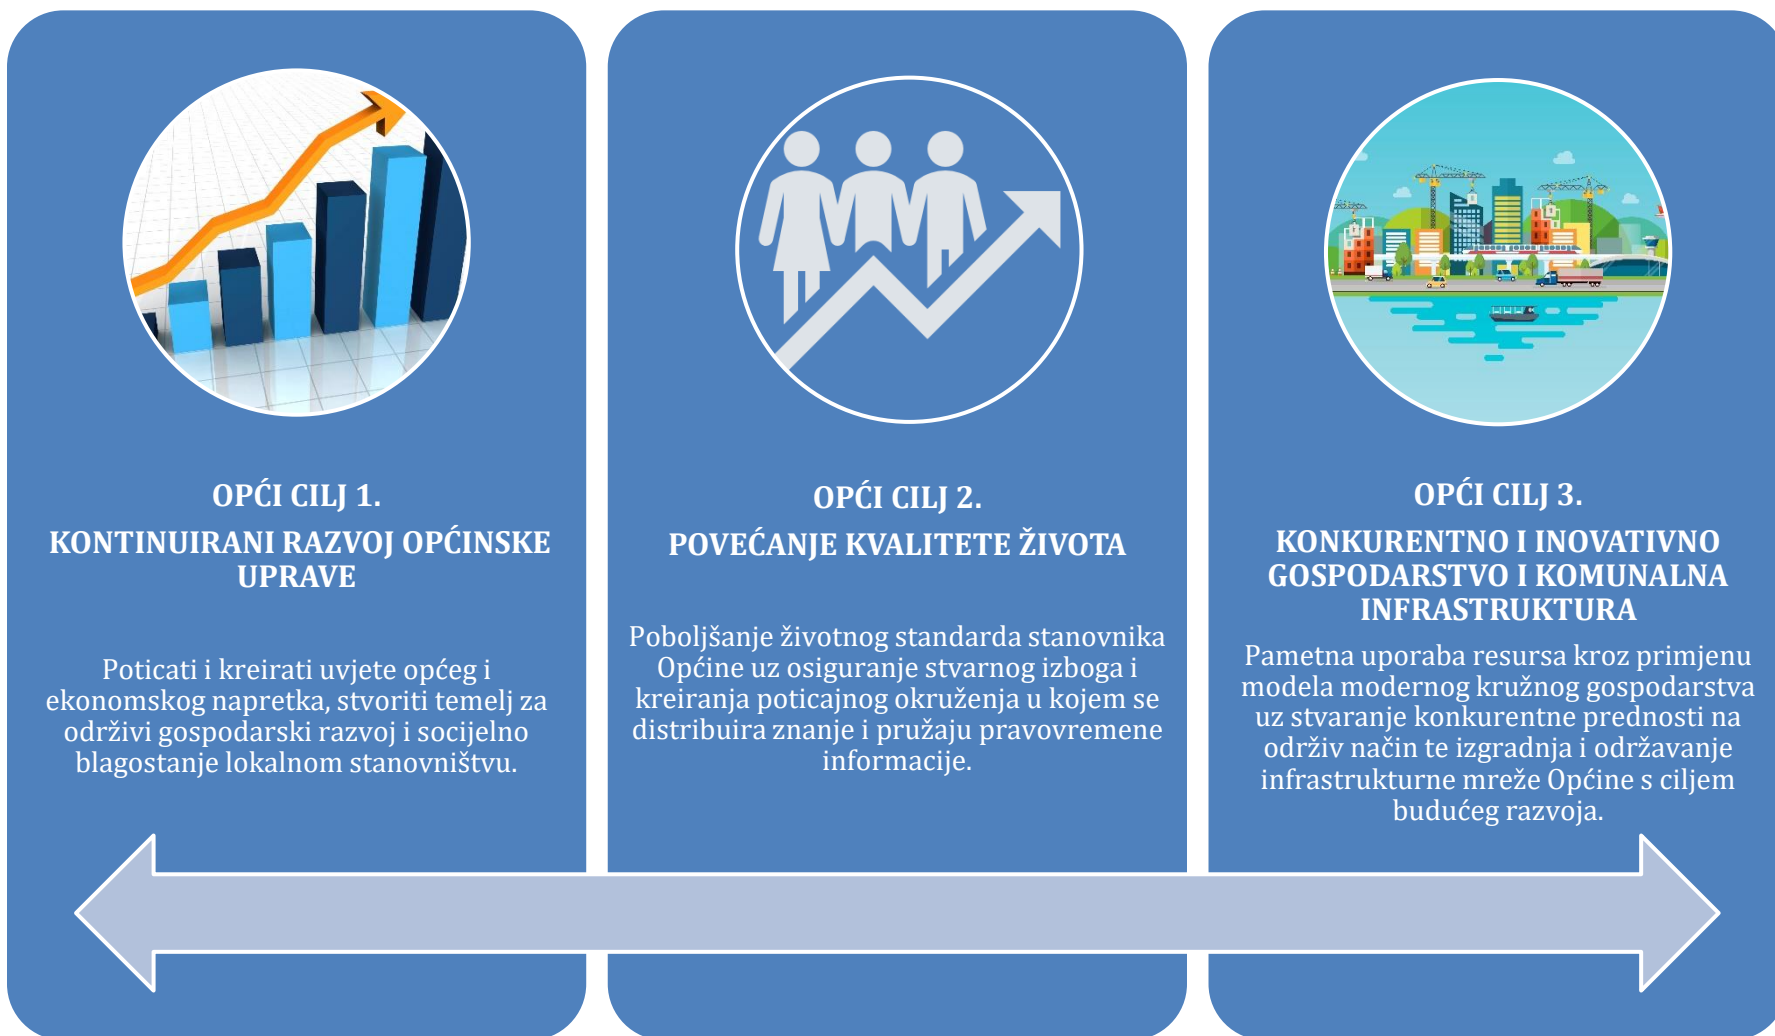 OPĆI CILJ 1.
KONTINUIRANI RAZVOJ OPĆINSKE
UPRAVE
Poticati i kreirati uvjete općeg i
ekonomskog napretka, stvoriti temelj za
održivi gospodarski razvoj i socijelno
blagostanje lokalnom stanovništvu.
OPĆI CILJ 2.
POVEĆANJE KVALITETE ŽIVOTA
Poboljšanje životnog standarda stanovnika
Općine uz osiguranje stvarnog izboga i
kreiranja poticajnog okruženja u kojem se
distribuira znanje i pružaju pravovremene
informacije.
OPĆI CILJ 3.
KONKURENTNO I INOVATIVNO
GOSPODARSTVO I KOMUNALNA
INFRASTRUKTURA
Pametna uporaba resursa kroz primjenu
modela modernog kružnog gospodarstva
uz stvaranje konkurentne prednosti na
održiv način te izgradnja i održavanje
infrastrukturne mreže Općine s ciljem
budućeg razvoja.